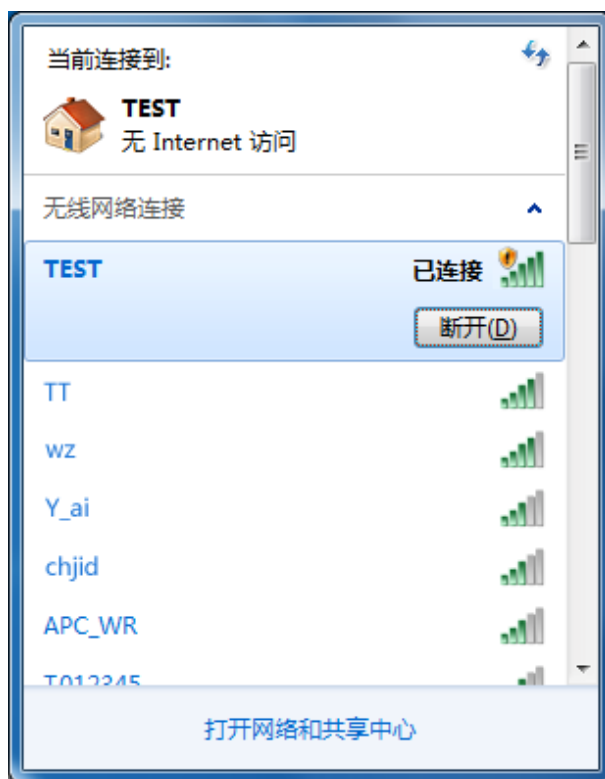 当前连接到:
TEST
无 Internet 访问
无线网络连接
TEST 已连接
断开(D)
TT
wz
Y_ai
chjid
APC_WR
T012345
打开网络和共享中心